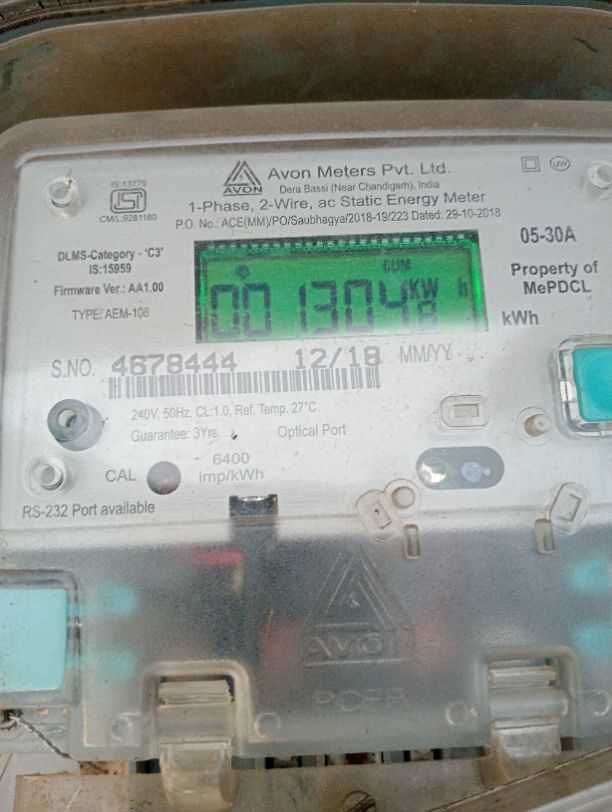 IS:13779
ISI
CM/L:9281180
AVON
Avon Meters Pvt. Ltd.
Dera Bassi (Near Chandigarh), India
1-Phase, 2-Wire, ac Static Energy Meter
P.O. No.: ACE(MM)/PO/Saubhagya/2018-19/223 Dated: 29-10-2018
UW
05-30A
DLMS-Category - 'C3'
IS:15959
Firmware Ver.: AA1.00
TYPE: AEM-106
CUM
KW h
Property of
MePDCL
kWh
S.NO. 4678444 12/18 MM/YY
240V, 50Hz, CL:1.0, Ref. Temp. 27°C
Guarantee: 3Yrs.
Optical Port
CAL
6400
imp/kWh
RS-232 Port available
AVON